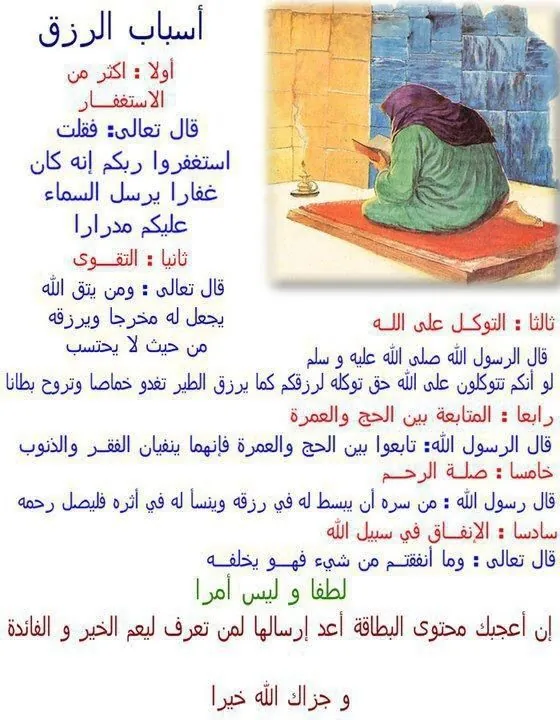 أسباب الرزق
أولا : اكثر من
الاستغفــار
قال تعالى: فقلت
استغفروا ربكم إنه كان
غفارا يرسل السماء
عليكم مدرارا
ثانيا : التقــوى
قال تعالى : ومن يتق الله
يجعل له مخرجا ويرزقه
من حيث لا يحتسب
ثالثا : التوكـل على اللـه
قال الرسول الله صلى الله عليه و سلم
لو أنكم تتوكلون على الله حق توكله لرزقكم كما يرزق الطير تغدو خماصا وتروح بطانا
رابعا : المتابعة بين الحج والعمرة
قال الرسول الله: تابعوا بين الحج والعمرة فإنهما ينفيان الفقـر والذنوب
خامسا : صلـة الرحـم
قال رسول الله : من سره أن يبسط له في رزقه وينسأ له في أثره فليصل رحمه
سادسا : الإنفــاق في سبيل الله
قال تعالى : وما أنفقتـم من شيء فهـو يخلفـه
لطفا و ليس أمرا
إن أعجبك محتوى البطاقة أعد إرسالها لمن تعرف ليعم الخير و الفائدة
و جزاك الله خيرا